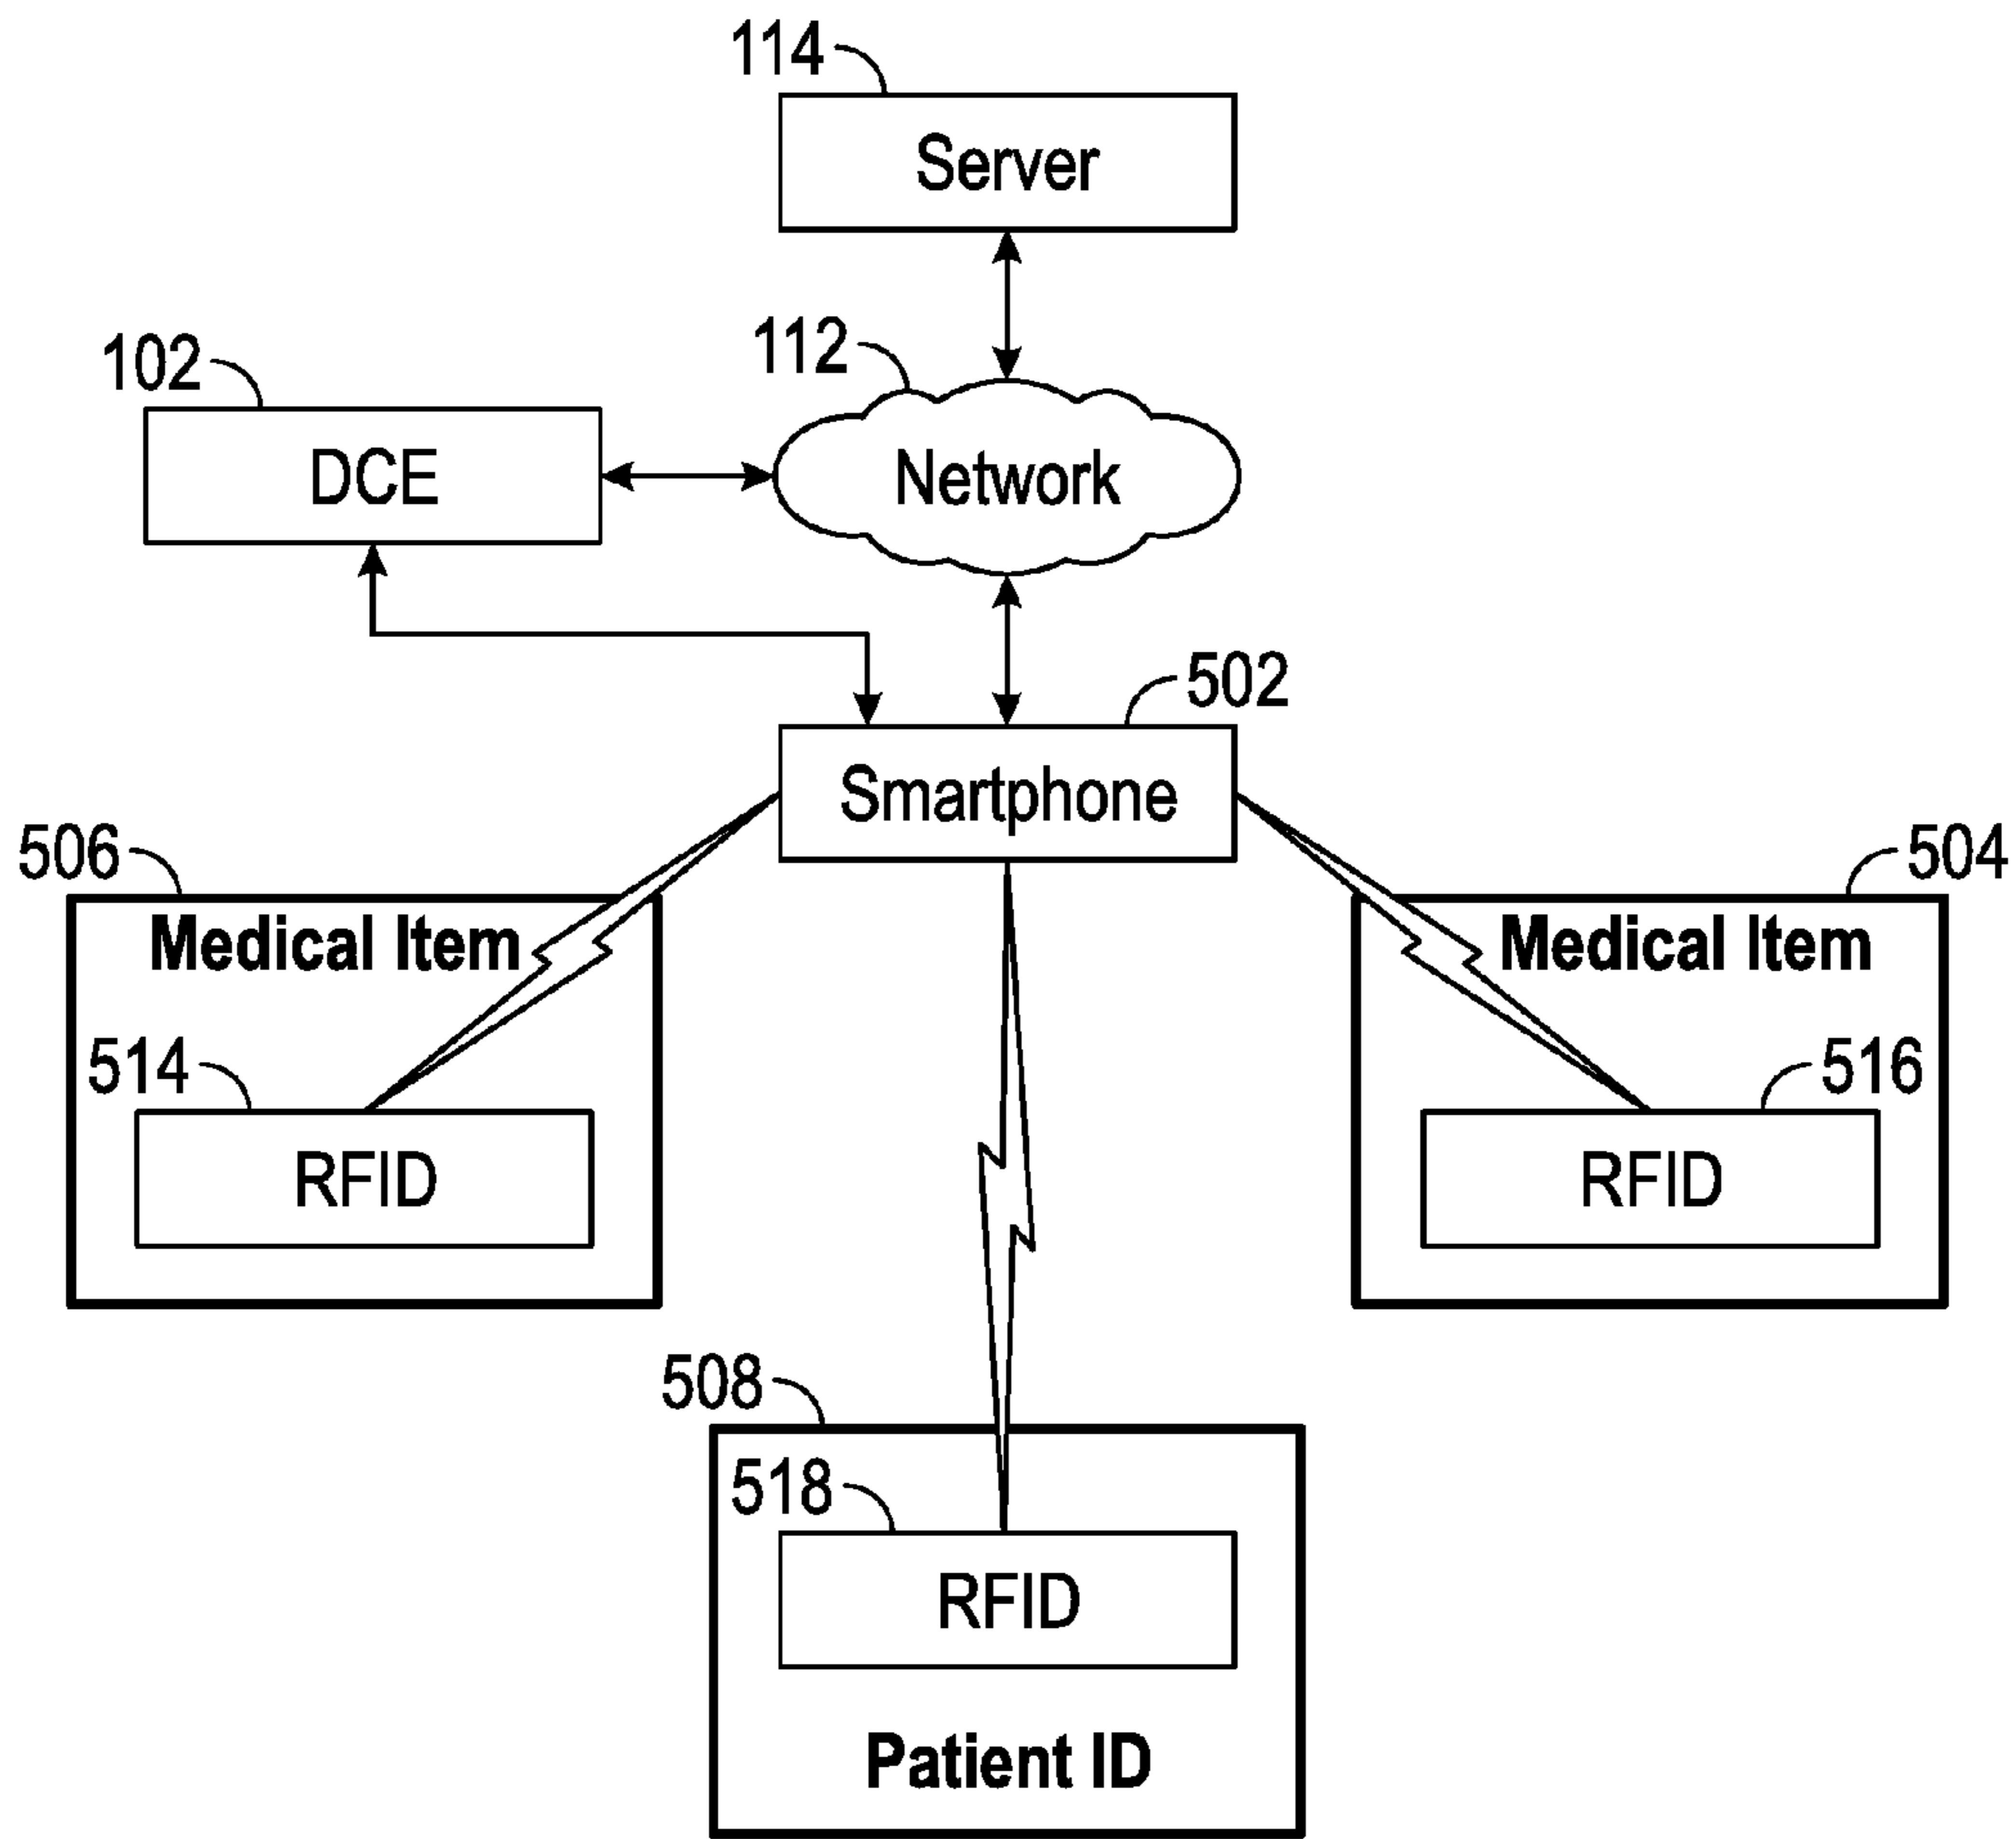 114
Server
112
102
Network
DCE
502
Smartphone
506
504
Medical Item
Medical Item
514
516
RFID
RFID
508
518
RFID
Patient ID